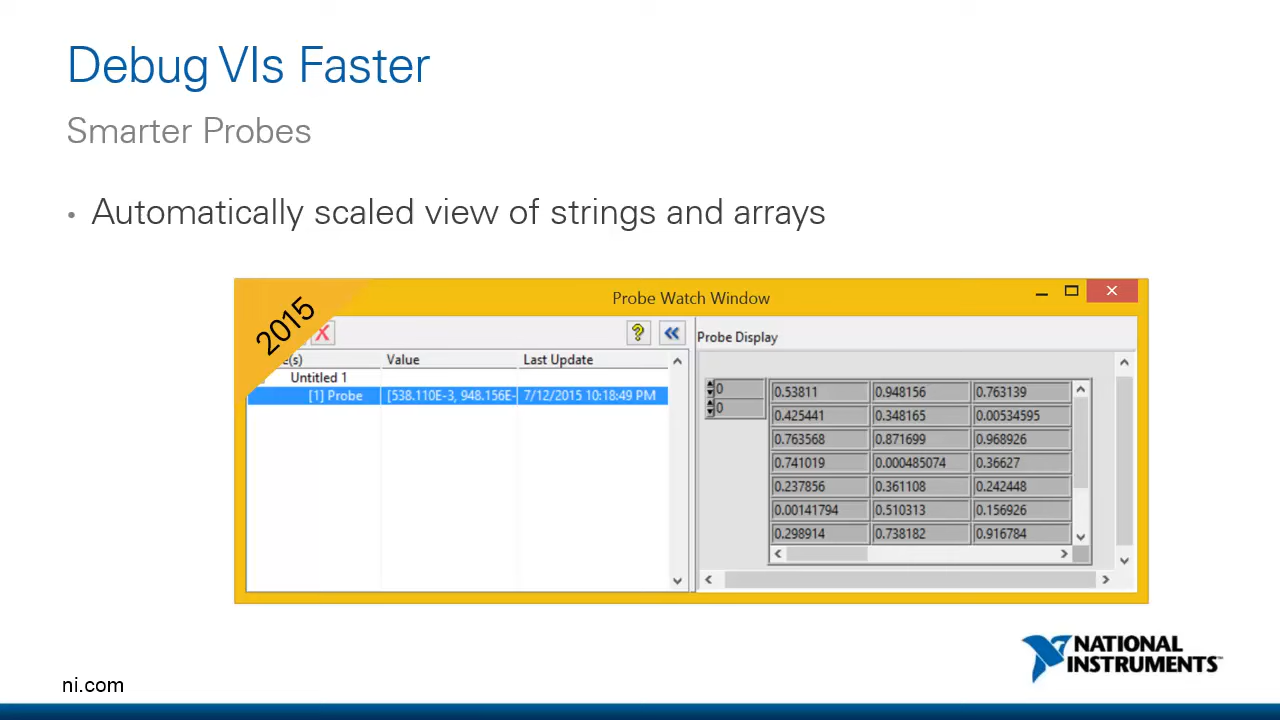 Debug VIs Faster
Smarter Probes
• Automatically scaled view of strings and arrays
2015
Probe Watch Window
Probe Display
e(s) Value Last Update
Untitled 1
[1] Probe [538.110E-3, 948.156E- 7/12/2015 10:18:49 PM
0
0
0.53811 0.948156 0.763139
0.425441 0.348165 0.00534595
0.763568 0.871699 0.968926
0.741019 0.000485074 0.36627
0.237856 0.361108 0.242448
0.00141794 0.510313 0.156926
0.298914 0.738182 0.916784
NATIONAL
INSTRUMENTS™
ni.com